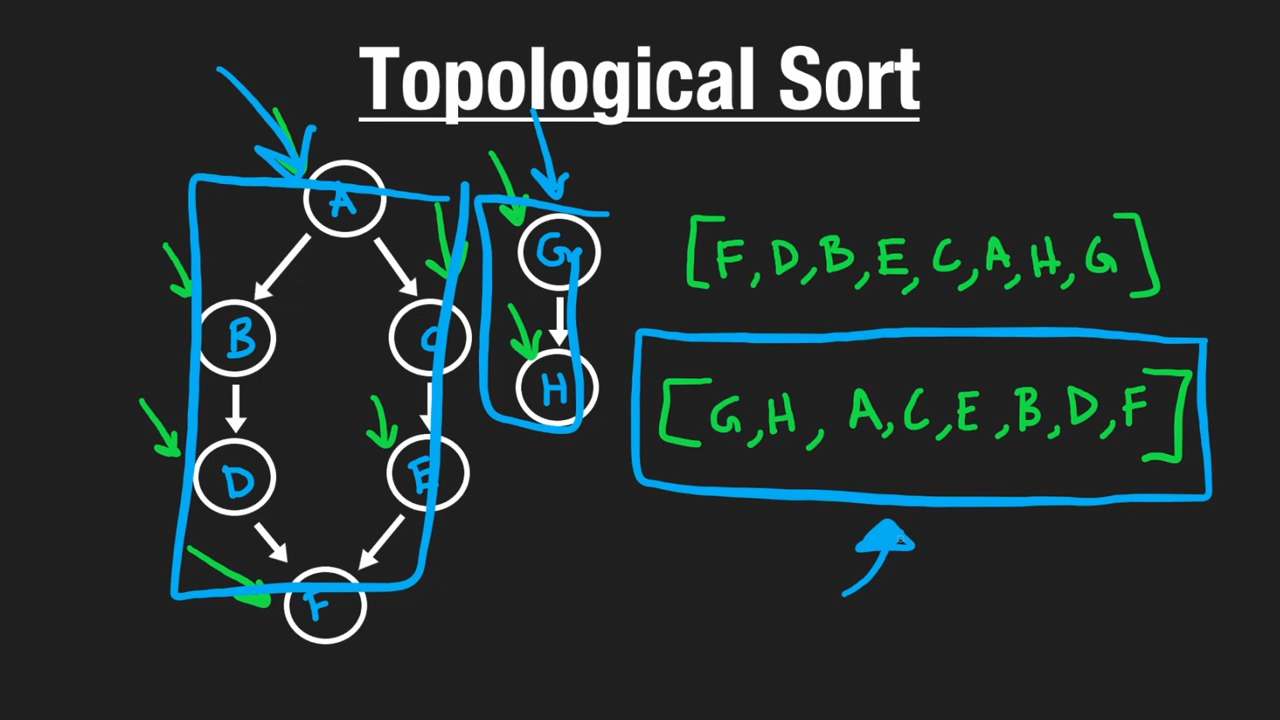 Topological Sort
A
G
[F, D, B, E, C, A, H, G]
B
C
H
[G, H, A, C, E, B, D, F]
D
E
F